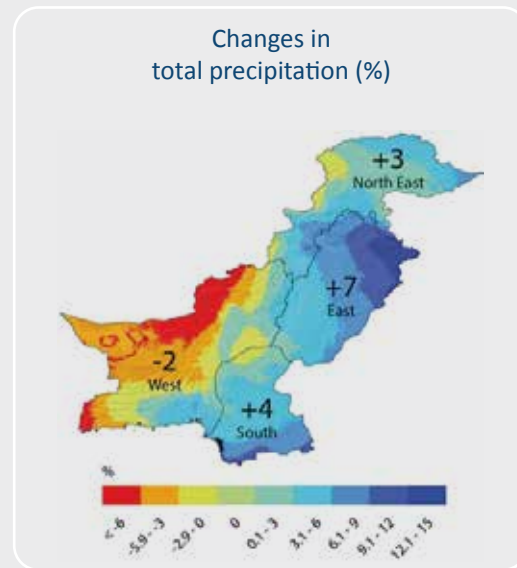 Changes in
total precipitation (%)
+3
North East
+7
East
-2
West
+4
South
%
< -6
-5.9 - -3
-2.9 - 0
0
0.1 - 3
3.1 - 6
6.1 - 9
9.1 - 12
12.1 - 15